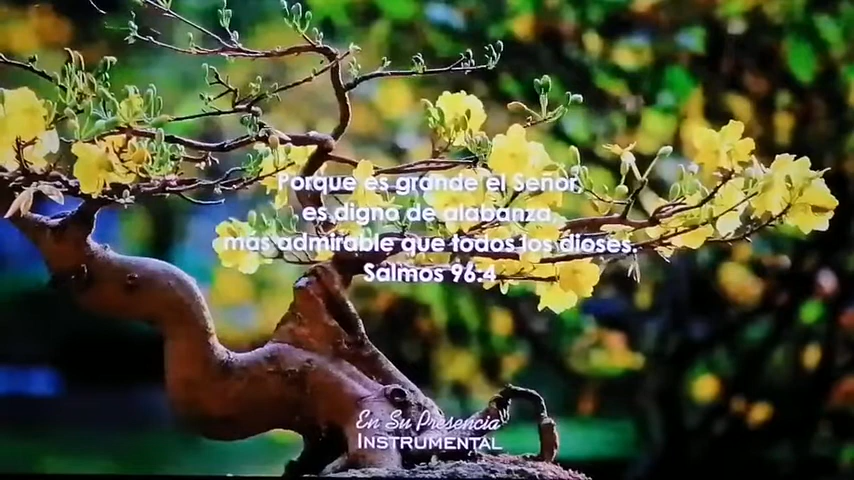 Porque es grande el Señor
es digno de alabanza
mas admirable que todos los dioses
Salmos 96.4
En Su Presencia
INSTRUMENTAL